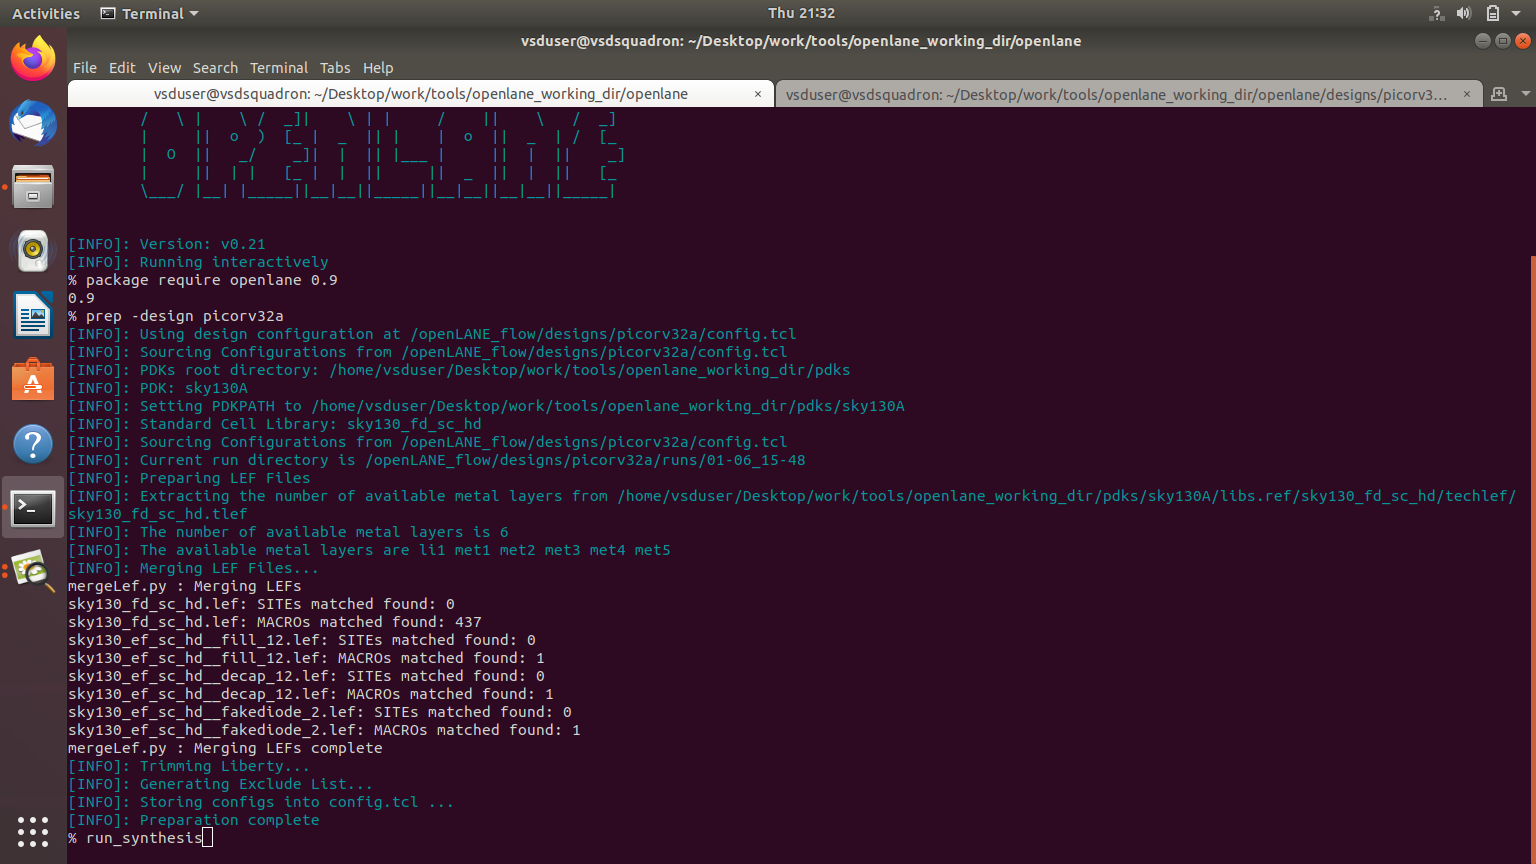 Activities Terminal Thu 21:32
vsduser@vsdsquadron: ~/Desktop/work/tools/openlane_working_dir/openlane
File Edit View Search Terminal Tabs Help
vsduser@vsdsquadron: ~/Desktop/work/tools/openlane_working_dir/openlane × vsduser@vsdsquadron: ~/Desktop/work/tools/openlane_working_dir/openlane/designs/picorv3... ×
[INFO]: Version: v0.21
[INFO]: Running interactively
% package require openlane 0.9
0.9
% prep -design picorv32a
[INFO]: Using design configuration at /openLANE_flow/designs/picorv32a/config.tcl
[INFO]: Sourcing Configurations from /openLANE_flow/designs/picorv32a/config.tcl
[INFO]: PDKs root directory: /home/vsduser/Desktop/work/tools/openlane_working_dir/pdks
[INFO]: PDK: sky130A
[INFO]: Setting PDKPATH to /home/vsduser/Desktop/work/tools/openlane_working_dir/pdks/sky130A
[INFO]: Standard Cell Library: sky130_fd_sc_hd
[INFO]: Sourcing Configurations from /openLANE_flow/designs/picorv32a/config.tcl
[INFO]: Current run directory is /openLANE_flow/designs/picorv32a/runs/01-06_15-48
[INFO]: Preparing LEF Files
[INFO]: Extracting the number of available metal layers from /home/vsduser/Desktop/work/tools/openlane_working_dir/pdks/sky130A/libs.ref/sky130_fd_sc_hd/techlef/
sky130_fd_sc_hd.tlef
[INFO]: The number of available metal layers is 6
[INFO]: The available metal layers are li1 met1 met2 met3 met4 met5
[INFO]: Merging LEF Files...
mergeLef.py : Merging LEFs
sky130_fd_sc_hd.lef: SITEs matched found: 0
sky130_fd_sc_hd.lef: MACROs matched found: 437
sky130_ef_sc_hd__fill_12.lef: SITEs matched found: 0
sky130_ef_sc_hd__fill_12.lef: MACROs matched found: 1
sky130_ef_sc_hd__decap_12.lef: SITEs matched found: 0
sky130_ef_sc_hd__decap_12.lef: MACROs matched found: 1
sky130_ef_sc_hd__fakediode_2.lef: SITEs matched found: 0
sky130_ef_sc_hd__fakediode_2.lef: MACROs matched found: 1
mergeLef.py : Merging LEFs complete
[INFO]: Trimming Liberty...
[INFO]: Generating Exclude List...
[INFO]: Storing configs into config.tcl ...
[INFO]: Preparation complete
% run_synthesis